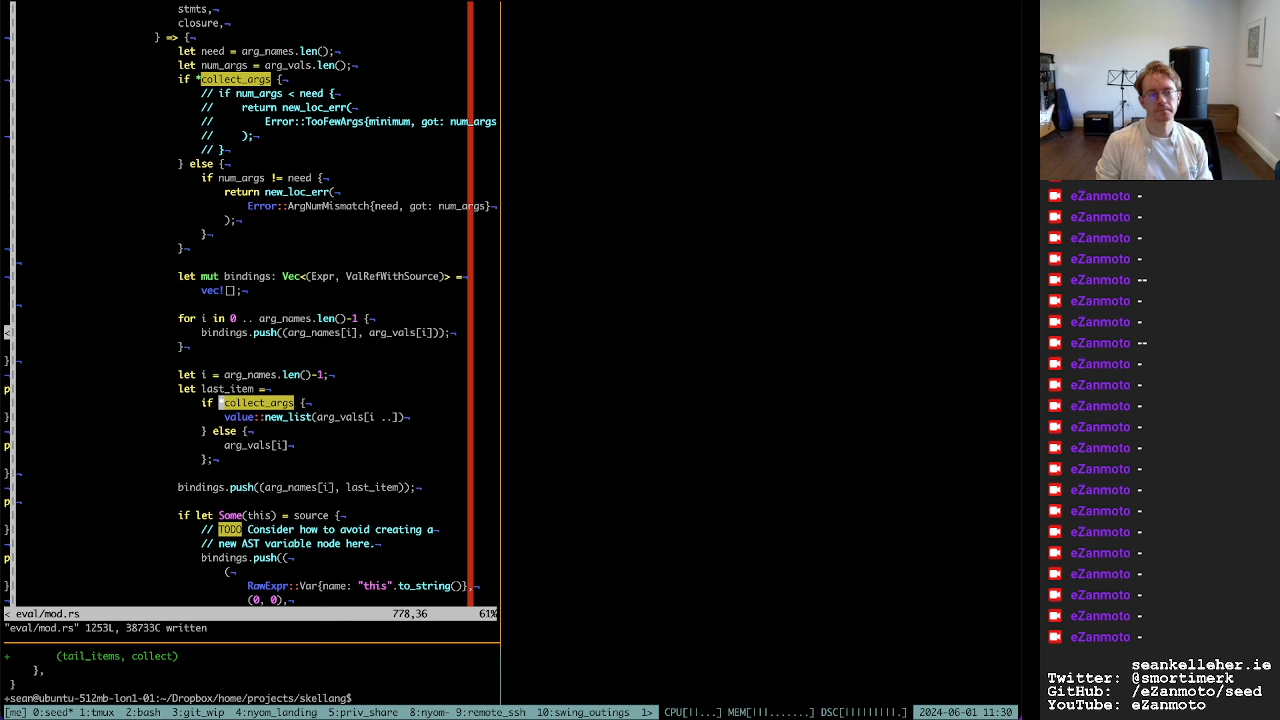 stmts,¬
closure,¬
} => {¬
let need = arg_names.len();¬
let num_args = arg_vals.len();¬
if *collect_args {¬
// if num_args < need {¬
//     return new_loc_err(¬
//         Error::TooFewArgs{minimum, got: num_args
//     );¬
// }¬
} else {¬
if num_args != need {¬
return new_loc_err(¬
Error::ArgNumMismatch{need, got: num_args}¬
);¬
}¬
}¬
¬
let mut bindings: Vec<(Expr, ValRefWithSource)> =¬
vec![];¬
¬
for i in 0 .. arg_names.len()-1 {¬
bindings.push((arg_names[i], arg_vals[i]));¬
}¬
¬
let i = arg_names.len()-1;¬
let last_item =¬
if *collect_args {¬
value::new_list(arg_vals[i ..])¬
} else {¬
arg_vals[i]¬
};¬
¬
bindings.push((arg_names[i], last_item));¬
¬
if let Some(this) = source {¬
// TODO Consider how to avoid creating a¬
// new AST variable node here.¬
bindings.push((¬
(¬
RawExpr::Var{name: "this".to_string()},
(0, 0),¬
< eval/mod.rs 778,36 61%
"eval/mod.rs" 1253L, 38733C written
+ (tail_items, collect)
},
}
+sean@ubuntu-512mb-lon1-01:~/Dropbox/home/projects/skellang$
[me] 0:seed* 1:tmux 2:bash 3:git_wip 4:nyom_landing 5:priv_share 8:nyom- 9:remote_ssh 10:swing_outings 1> CPU[||...] MEM[|||.......] DSC[||||||||.] 2024-06-01 11:30
eZanmoto -
eZanmoto -
eZanmoto -
eZanmoto -
eZanmoto --
eZanmoto -
eZanmoto -
eZanmoto --
eZanmoto -
eZanmoto -
eZanmoto -
eZanmoto -
eZanmoto -
eZanmoto -
eZanmoto -
eZanmoto -
eZanmoto -
eZanmoto -
eZanmoto -
eZanmoto -
eZanmoto -
eZanmoto -
Twitter: @smortimerk
seankelleher.ie
GitHub: eZanmoto/seed
YouTube: